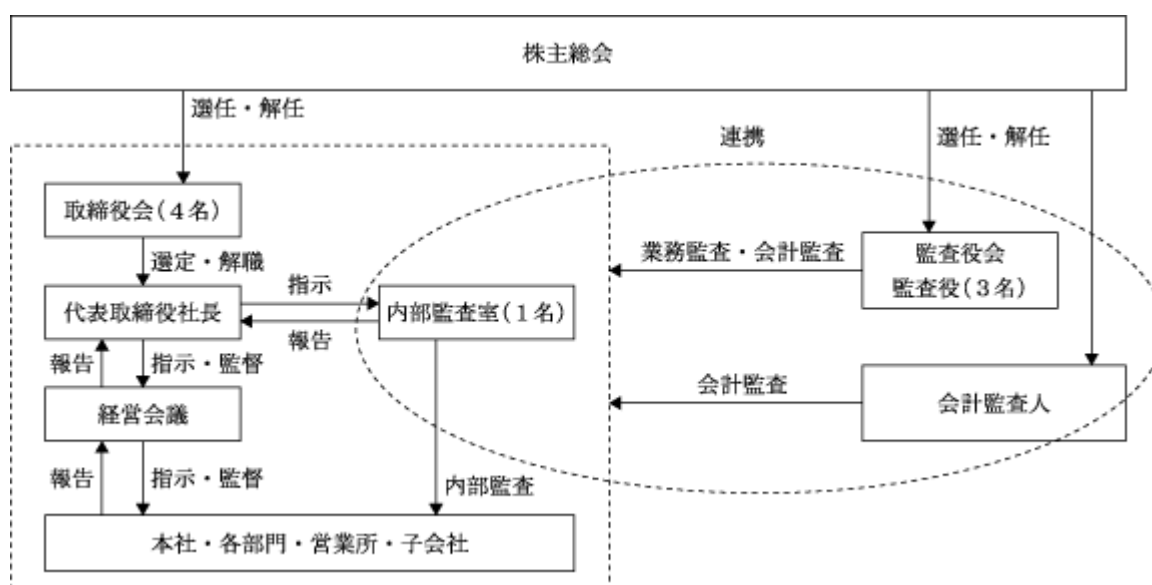 株主総会
選任・解任
連携
選任・解任
取締役会(4名)
選定・解職
業務監査・会計監査
監査役会
監査役(3名)
代表取締役社長
指示
報告
内部監査室(1名)
報告
指示・監督
経営会議
会計監査
会計監査人
報告
指示・監督
内部監査
本社・各部門・営業所・子会社